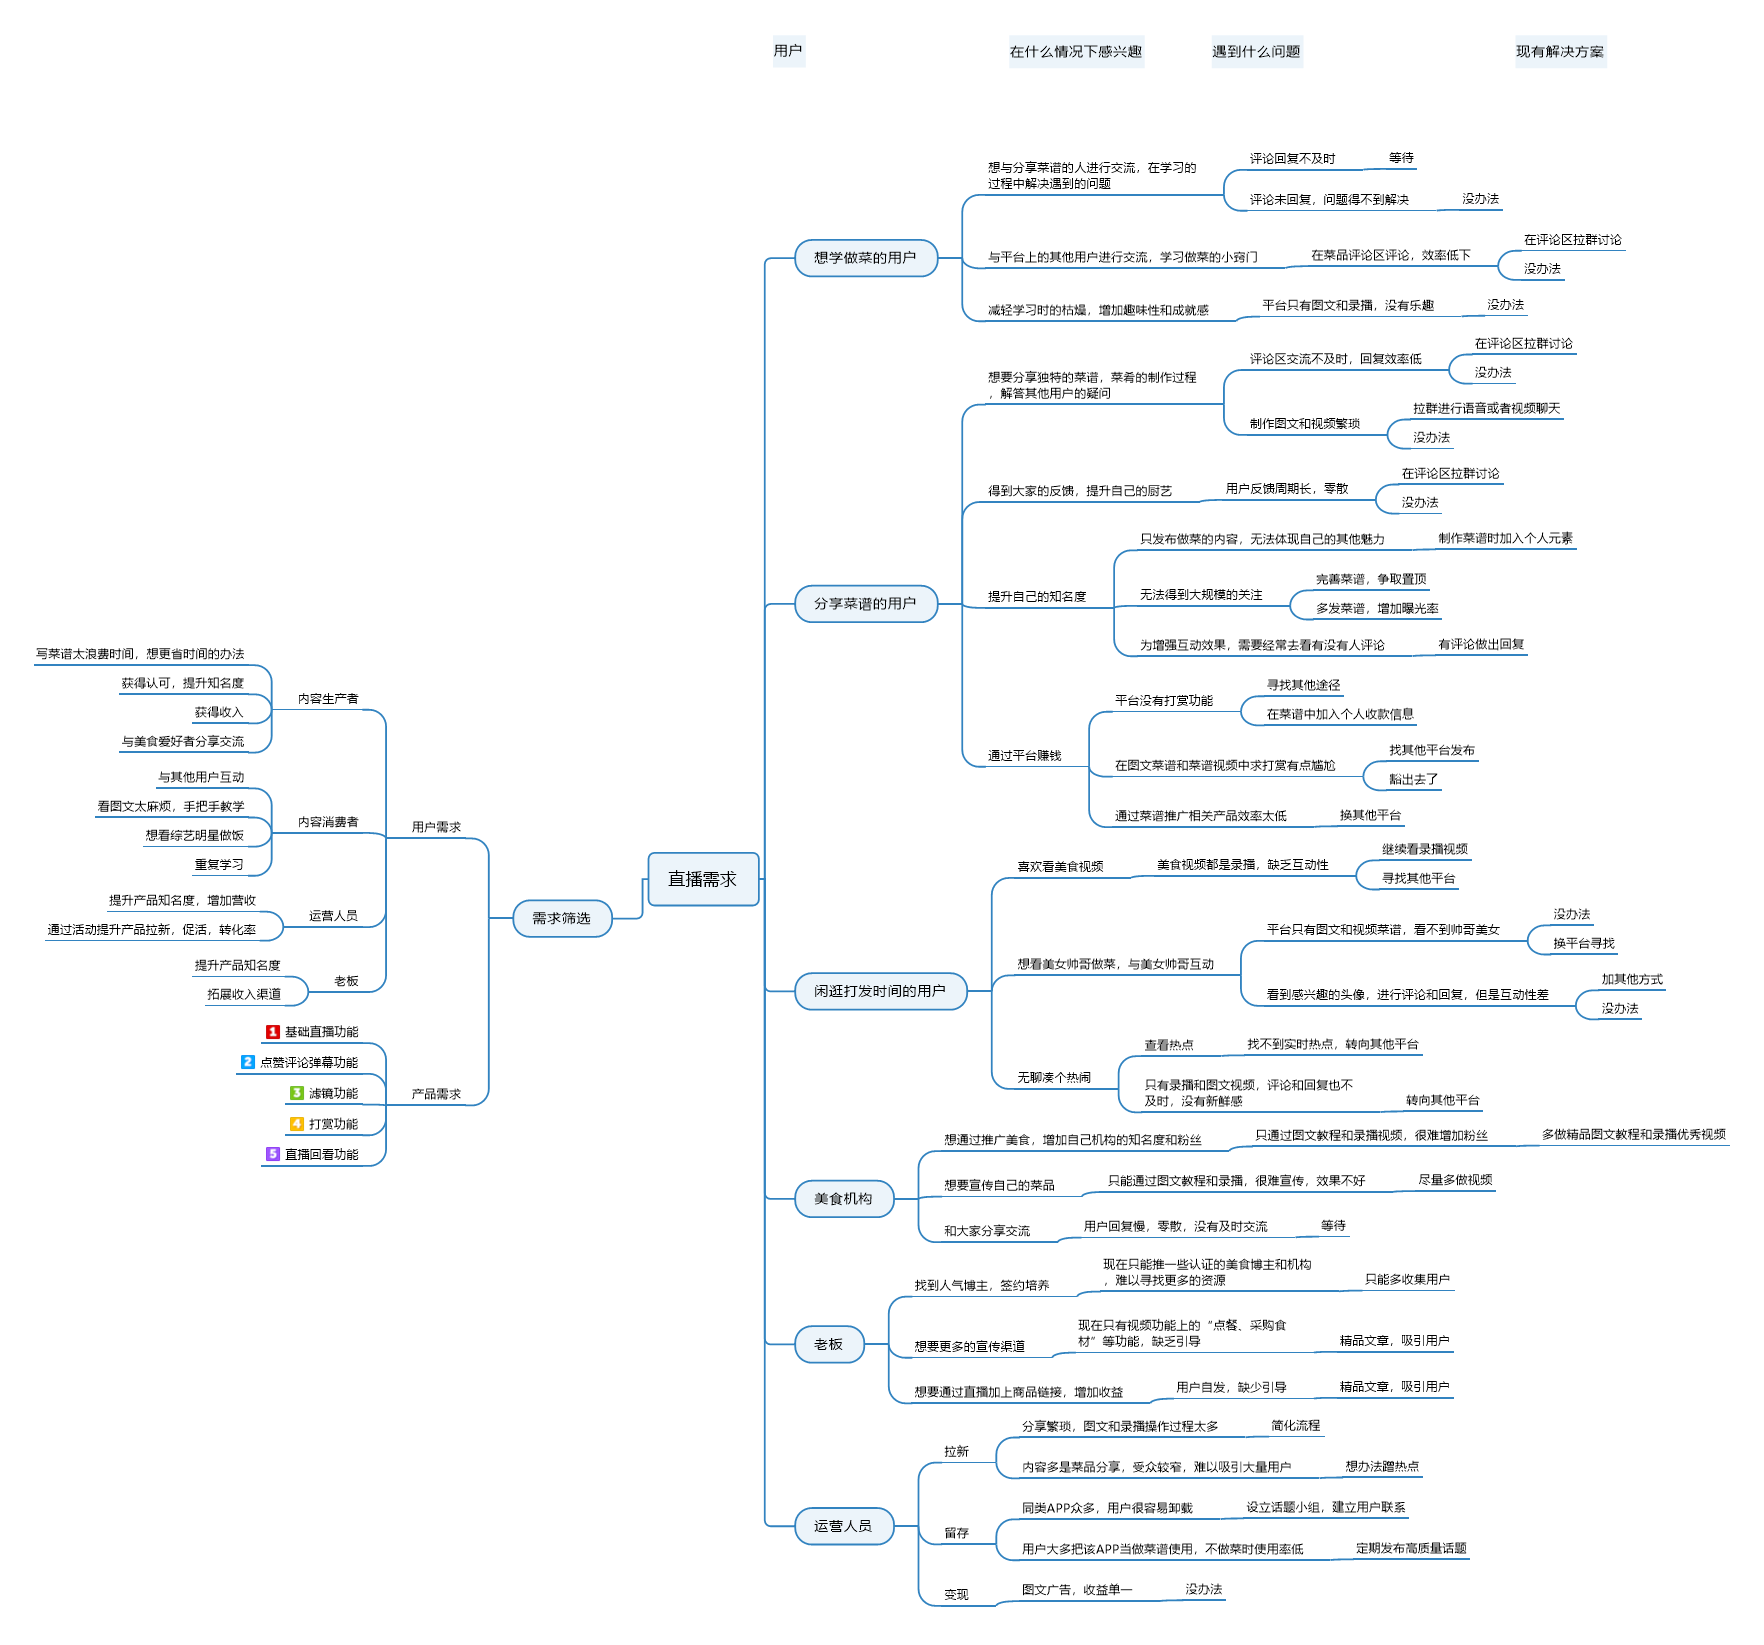 用户
在什么情况下感兴趣
遇到什么问题
现有解决方案
直播需求
想学做菜的用户
想与分享菜谱的人进行交流，在学习的
过程中解决遇到的问题
评论回复不及时
等待
评论未回复，问题得不到解决
没办法
与平台上的其他用户进行交流，学习做菜的小窍门
在菜品评论区评论，效率低下
在评论区拉群讨论
没办法
减轻学习时的枯燥，增加趣味性和成就感
平台只有图文和录播，没有乐趣
没办法
分享菜谱的用户
想要分享独特的菜谱，菜肴的制作过程
，解答其他用户的疑问
评论区交流不及时，回复效率低
在评论区拉群讨论
没办法
制作图文和视频繁琐
拉群进行语音或者视频聊天
没办法
得到大家的反馈，提升自己的厨艺
用户反馈周期长，零散
在评论区拉群讨论
没办法
提升自己的知名度
只发布做菜的内容，无法体现自己的其他魅力
制作菜谱时加入个人元素
无法得到大规模的关注
完善菜谱，争取置顶
多发菜谱，增加曝光率
为增强互动效果，需要经常去看有没有人评论
有评论做出回复
通过平台赚钱
平台没有打赏功能
寻找其他途径
在菜谱中加入个人收款信息
在图文菜谱和菜谱视频中求打赏有点尴尬
找其他平台发布
豁出去了
通过菜谱推广相关产品效率太低
换其他平台
闲逛打发时间的用户
喜欢看美食视频
美食视频都是录播，缺乏互动性
继续看录播视频
寻找其他平台
想看美女帅哥做菜，与美女帅哥互动
平台只有图文和视频菜谱，看不到帅哥美女
没办法
换平台寻找
看到感兴趣的头像，进行评论和回复，但是互动性差
加其他方式
没办法
无聊凑个热闹
查看热点
找不到实时热点，转向其他平台
只有录播和图文视频，评论和回复也不
及时，没有新鲜感
转向其他平台
美食机构
想通过推广美食，增加自己机构的知名度和粉丝
只通过图文教程和录播视频，很难增加粉丝
多做精品图文教程和录播优秀视频
想要宣传自己的菜品
只能通过图文教程和录播，很难宣传，效果不好
尽量多做视频
和大家分享交流
用户回复慢，零散，没有及时交流
等待
老板
找到人气博主，签约培养
现在只能推一些认证的美食博主和机构
，难以寻找更多的资源
只能多收集用户
想要更多的宣传渠道
现在只有视频功能上的“点餐、采购食
材”等功能，缺乏引导
精品文章，吸引用户
想要通过直播加上商品链接，增加收益
用户自发，缺少引导
精品文章，吸引用户
运营人员
拉新
分享繁琐，图文和录播操作过程太多
简化流程
内容多是菜品分享，受众较窄，难以吸引大量用户
想办法蹭热点
留存
同类APP众多，用户很容易卸载
设立话题小组，建立用户联系
用户大多把该APP当做菜谱使用，不做菜时使用率低
定期发布高质量话题
变现
图文广告，收益单一
没办法
需求筛选
用户需求
内容生产者
写菜谱太浪费时间，想更省时间的办法
获得认可，提升知名度
获得收入
与美食爱好者分享交流
内容消费者
与其他用户互动
看图文太麻烦，手把手教学
想看综艺明星做饭
重复学习
运营人员
提升产品知名度，增加营收
通过活动提升产品拉新，促活，转化率
老板
提升产品知名度
拓展收入渠道
产品需求
1 基础直播功能
2 点赞评论弹幕功能
3 滤镜功能
4 打赏功能
5 直播回看功能